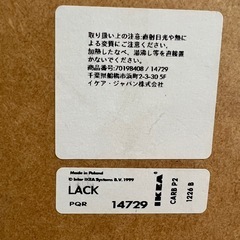 取り扱い上の注意:直射日光や熱に
よる変色にご注意ください。
加熱したなべ、湯沸し等を直接置
かないでください。
商品番号:70198408 / 14729
千葉県船橋市浜町2-3-30 5F
イケア・ジャパン株式会社
Made in Poland
© Inter IKEA Systems B.V. 1999
LACK
PQR
14729
IKEA
CARB P2
1226 B